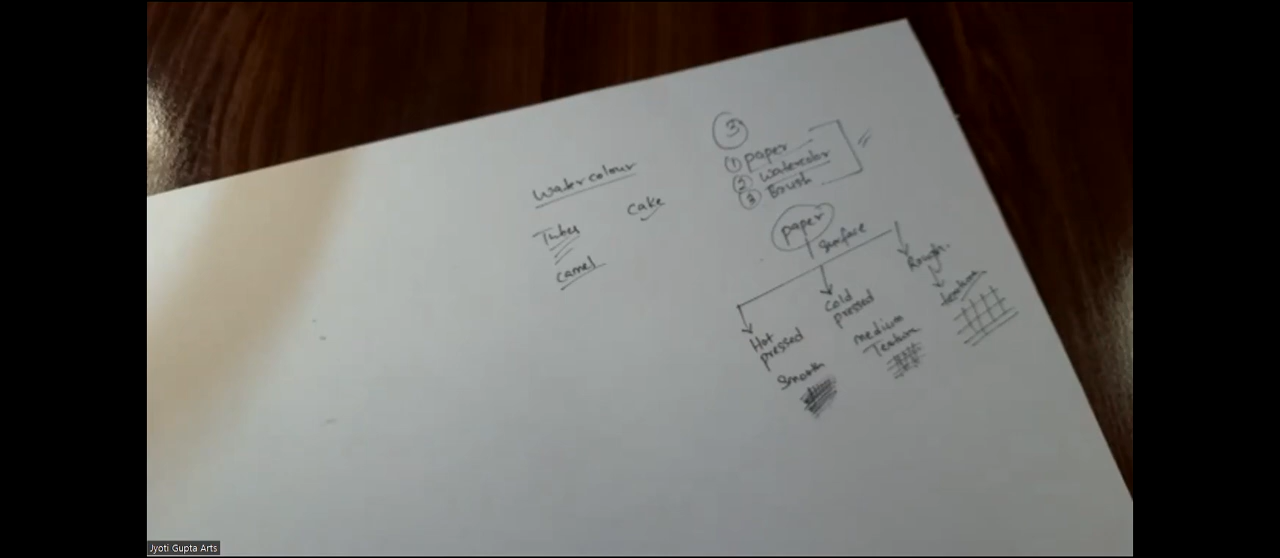 Watercolour
Tubes
cake
camel
3
① paper
② watercolor
③ Brush
paper
Surface
Hot
pressed
Smooth
Cold
pressed
medium
Texture
Rough
texture
Jyoti Gupta Arts